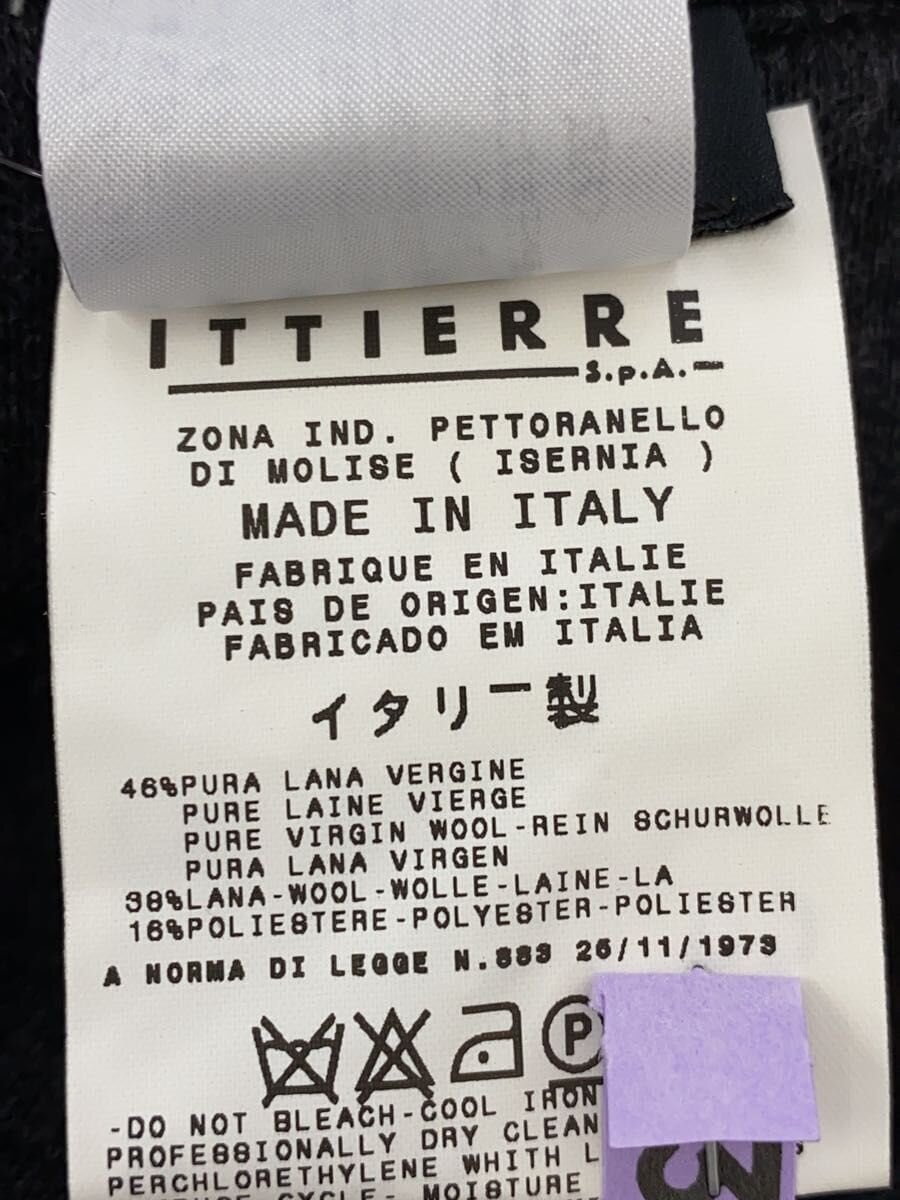 ITTIERRE
S.p.A.
ZONA IND. PETTORANELLO
DI MOLISE ( ISERNIA )
MADE IN ITALY
FABRIQUE EN ITALIE
PAIS DE ORIGEN:ITALIE
FABRICADO EM ITALIA
イタリー製
46%PURA LANA VERGINE
PURE LAINE VIERGE
PURE VIRGIN WOOL-REIN SCHURWOLLE
PURA LANA VIRGEN
38%LANA-WOOL-WOLLE-LAINE-LA
16%POLIESTERE-POLYESTER-POLIESTER
A NORMA DI LEGGE N.883 26/11/1973
P
-DO NOT BLEACH-COOL IRON
PROFESSIONALLY DRY CLEAN
PERCHLORETHYLENE WHITH
CYCLE- MOISTURE